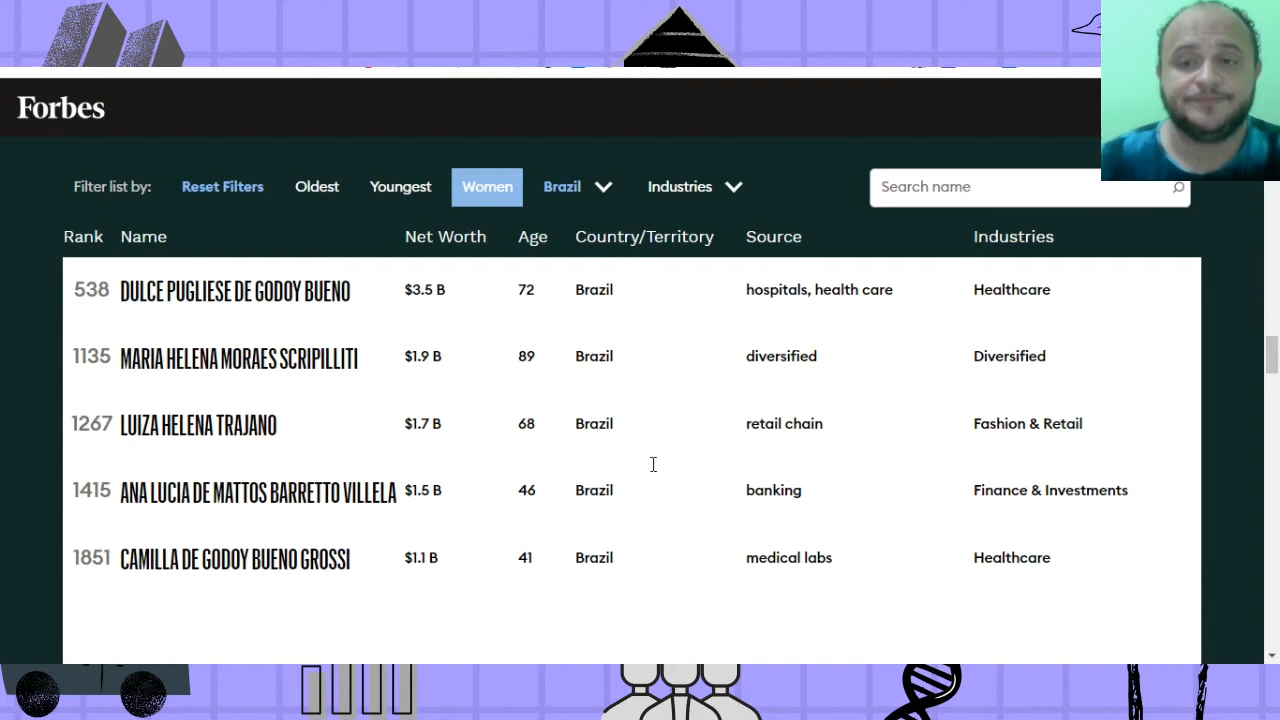 Forbes
Filter list by: Reset Filters Oldest Youngest Women Brazil Industries Search name
Rank Name Net Worth Age Country/Territory Source Industries
538 DULCE PUGLIESE DE GODOY BUENO $3.5 B 72 Brazil hospitals, health care Healthcare
1135 MARIA HELENA MORAES SCRIPILLITI $1.9 B 89 Brazil diversified Diversified
1267 LUIZA HELENA TRAJANO $1.7 B 68 Brazil retail chain Fashion & Retail
1415 ANA LUCIA DE MATTOS BARRETTO VILLELA $1.5 B 46 Brazil banking Finance & Investments
1851 CAMILLA DE GODOY BUENO GROSSI $1.1 B 41 Brazil medical labs Healthcare